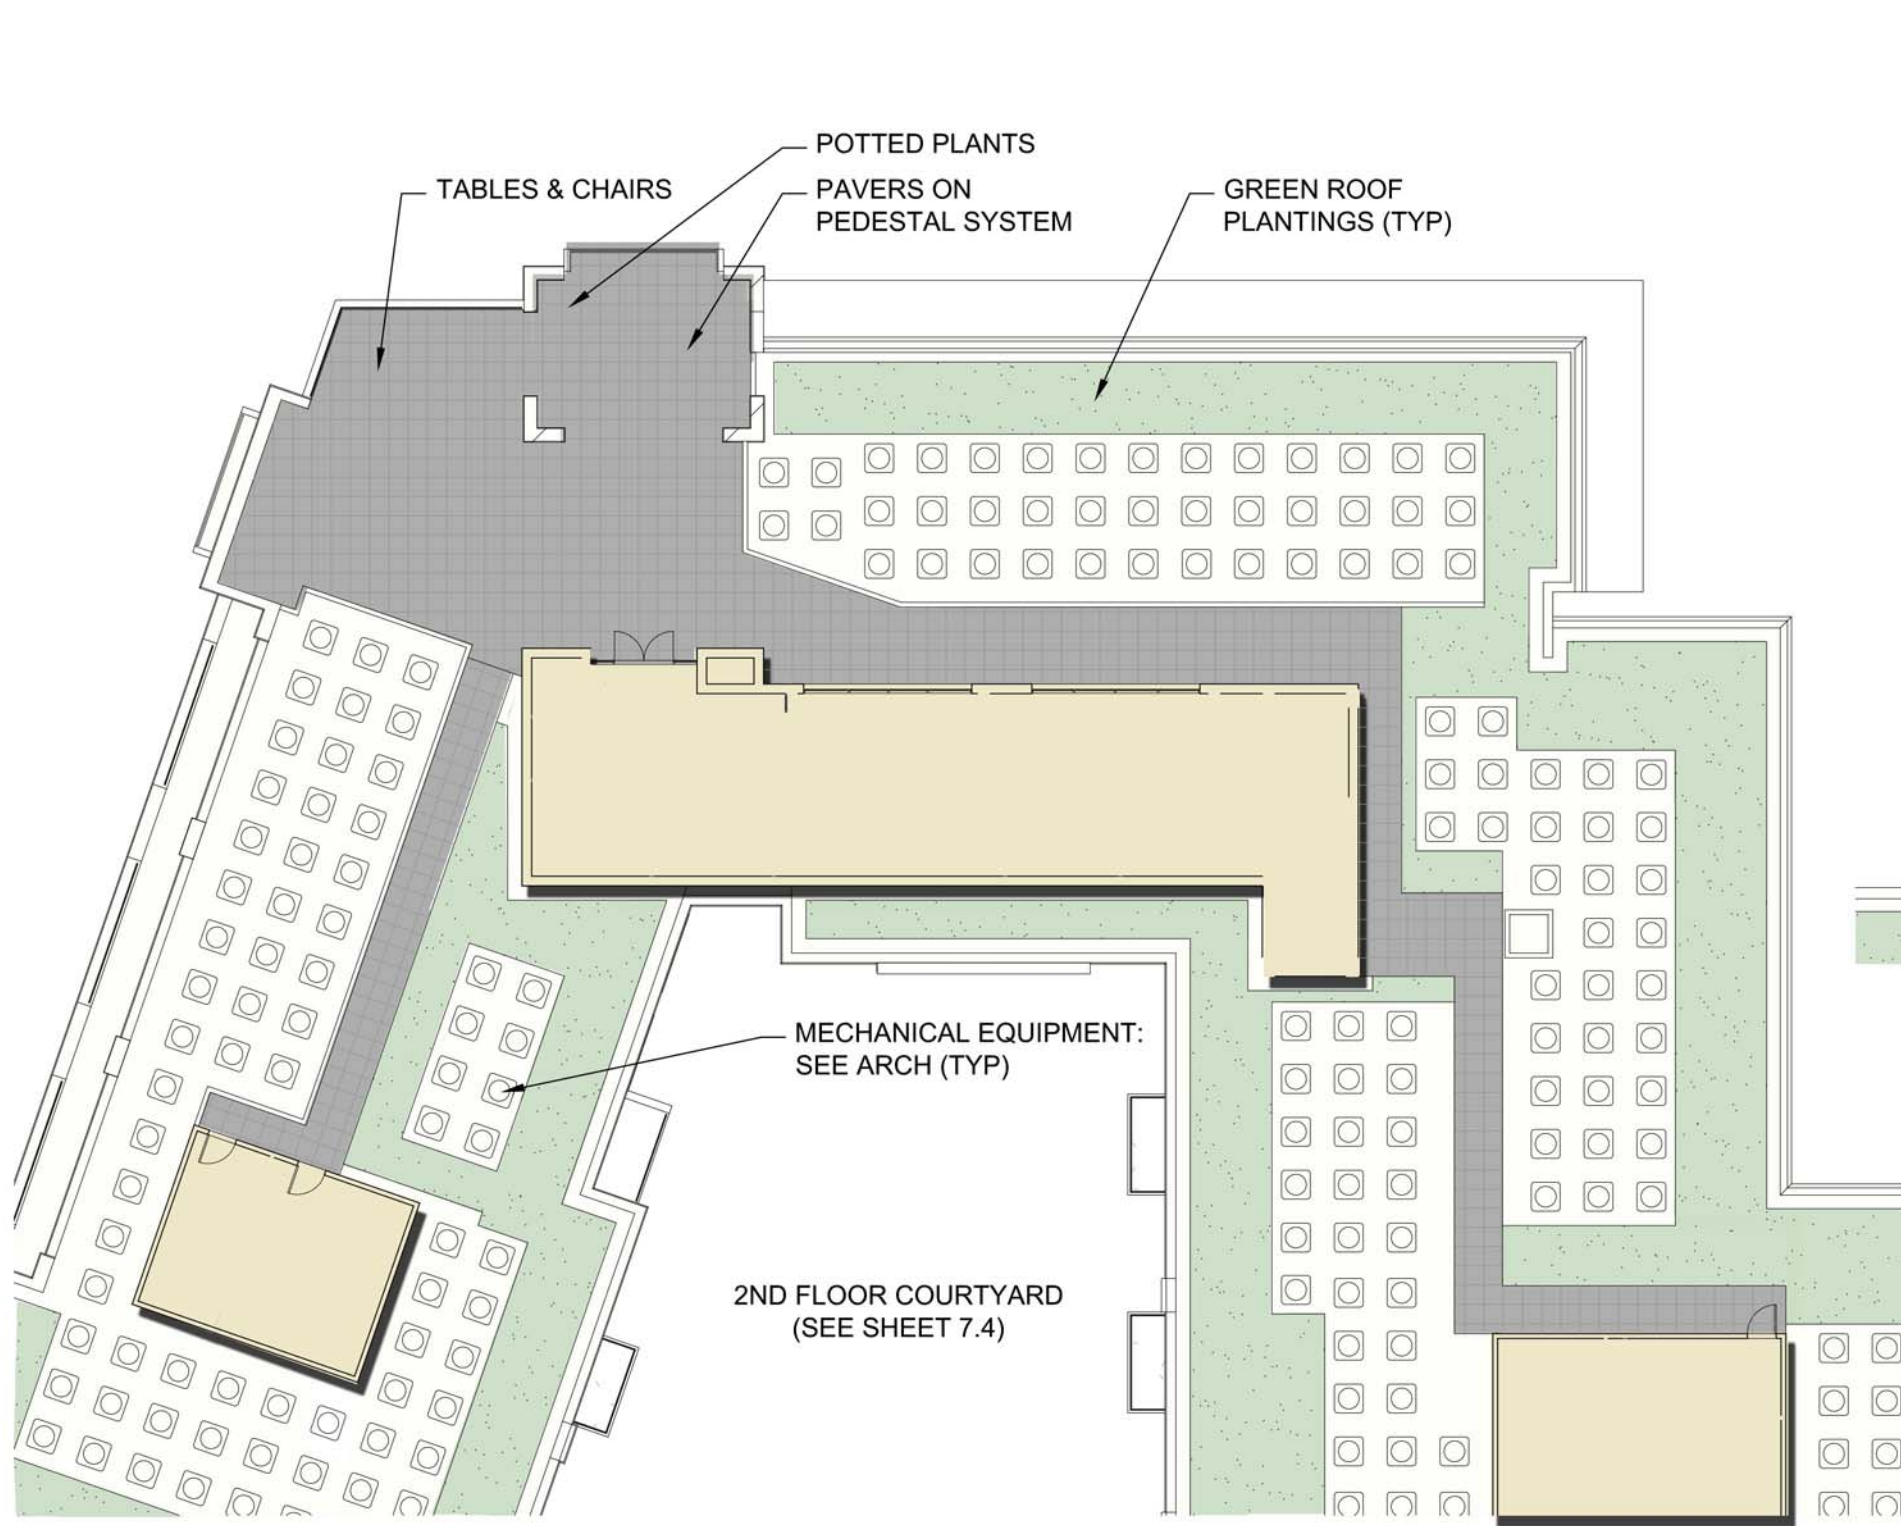 POTTED PLANTS
TABLES & CHAIRS
PAVERS ON
PEDESTAL SYSTEM
GREEN ROOF
PLANTINGS (TYP)
MECHANICAL EQUIPMENT:
SEE ARCH (TYP)
2ND FLOOR COURTYARD
(SEE SHEET 7.4)